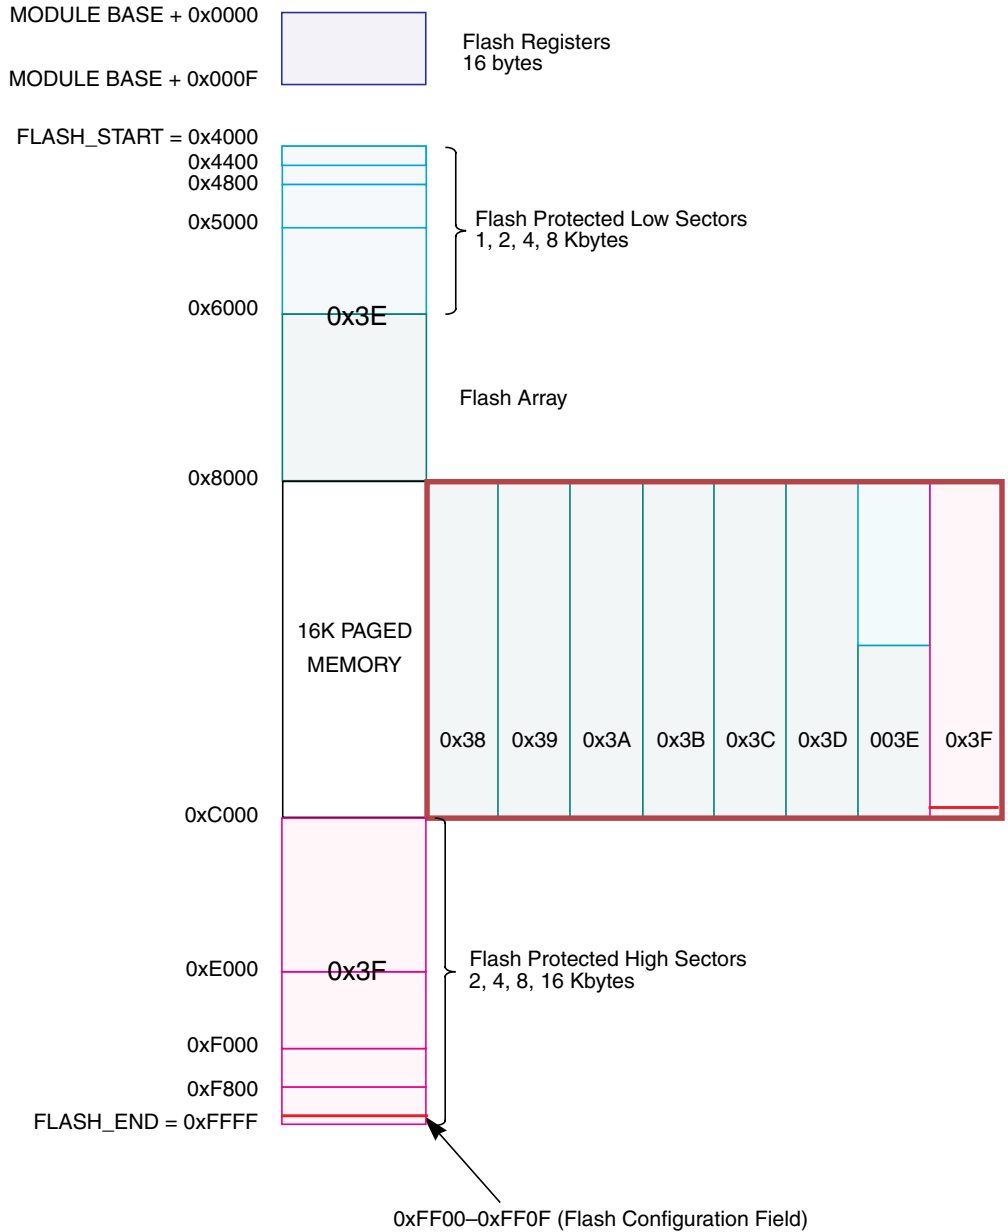 MODULE BASE + 0x0000
Flash Registers
16 bytes
MODULE BASE + 0x000F
FLASH_START = 0x4000
0x4400
0x4800
0x5000
Flash Protected Low Sectors
1, 2, 4, 8 Kbytes
0x6000
0x3E
Flash Array
0x8000
16K PAGED
MEMORY
0x38 0x39 0x3A 0x3B 0x3C 0x3D 003E 0x3F
0xC000
Flash Protected High Sectors
2, 4, 8, 16 Kbytes
0xE000
0x3F
0xF000
0xF800
FLASH_END = 0xFFFF
0xFF00–0xFF0F (Flash Configuration Field)